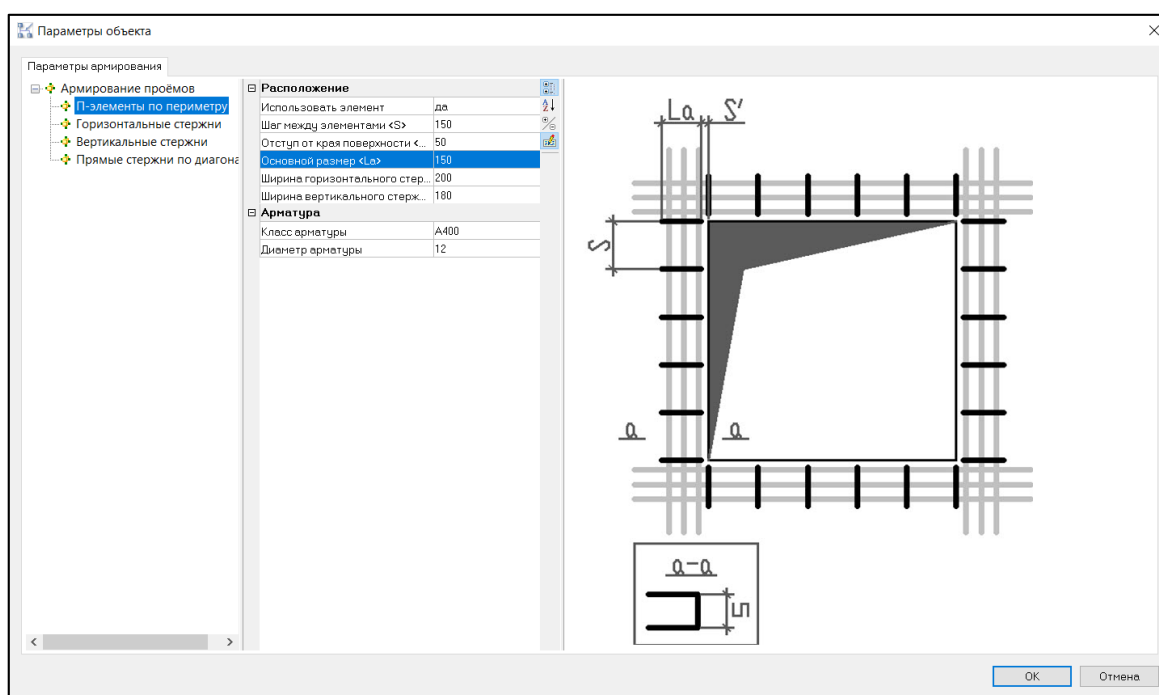 Параметры объекта
Параметры армирования
Армирование проёмов
П-элементы по периметру
Горизонтальные стержни
Вертикальные стержни
Прямые стержни по диагона
Расположение
Использовать элемент да
Шаг между элементами <S> 150
Отступ от края поверхности <... 50
Основной размер <La> 150
Ширина горизонтального стер... 200
Ширина вертикального стерж... 180
Арматура
Класс арматуры А400
Диаметр арматуры 12
La S'
S
a a
a-a
OK Отмена